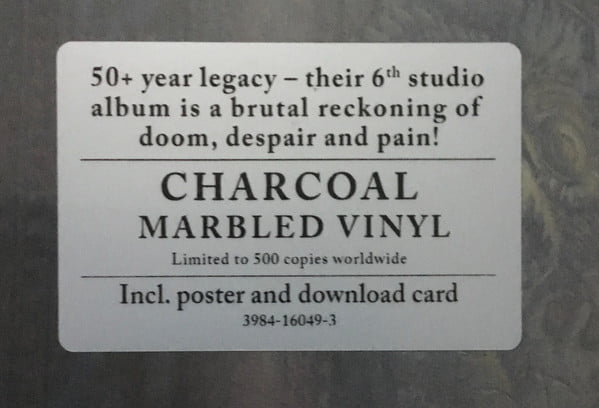 50+ year legacy – their 6th studio
album is a brutal reckoning of
doom, despair and pain!
CHARCOAL
MARBLED VINYL
Limited to 500 copies worldwide
Incl. poster and download card
3984-16049-3